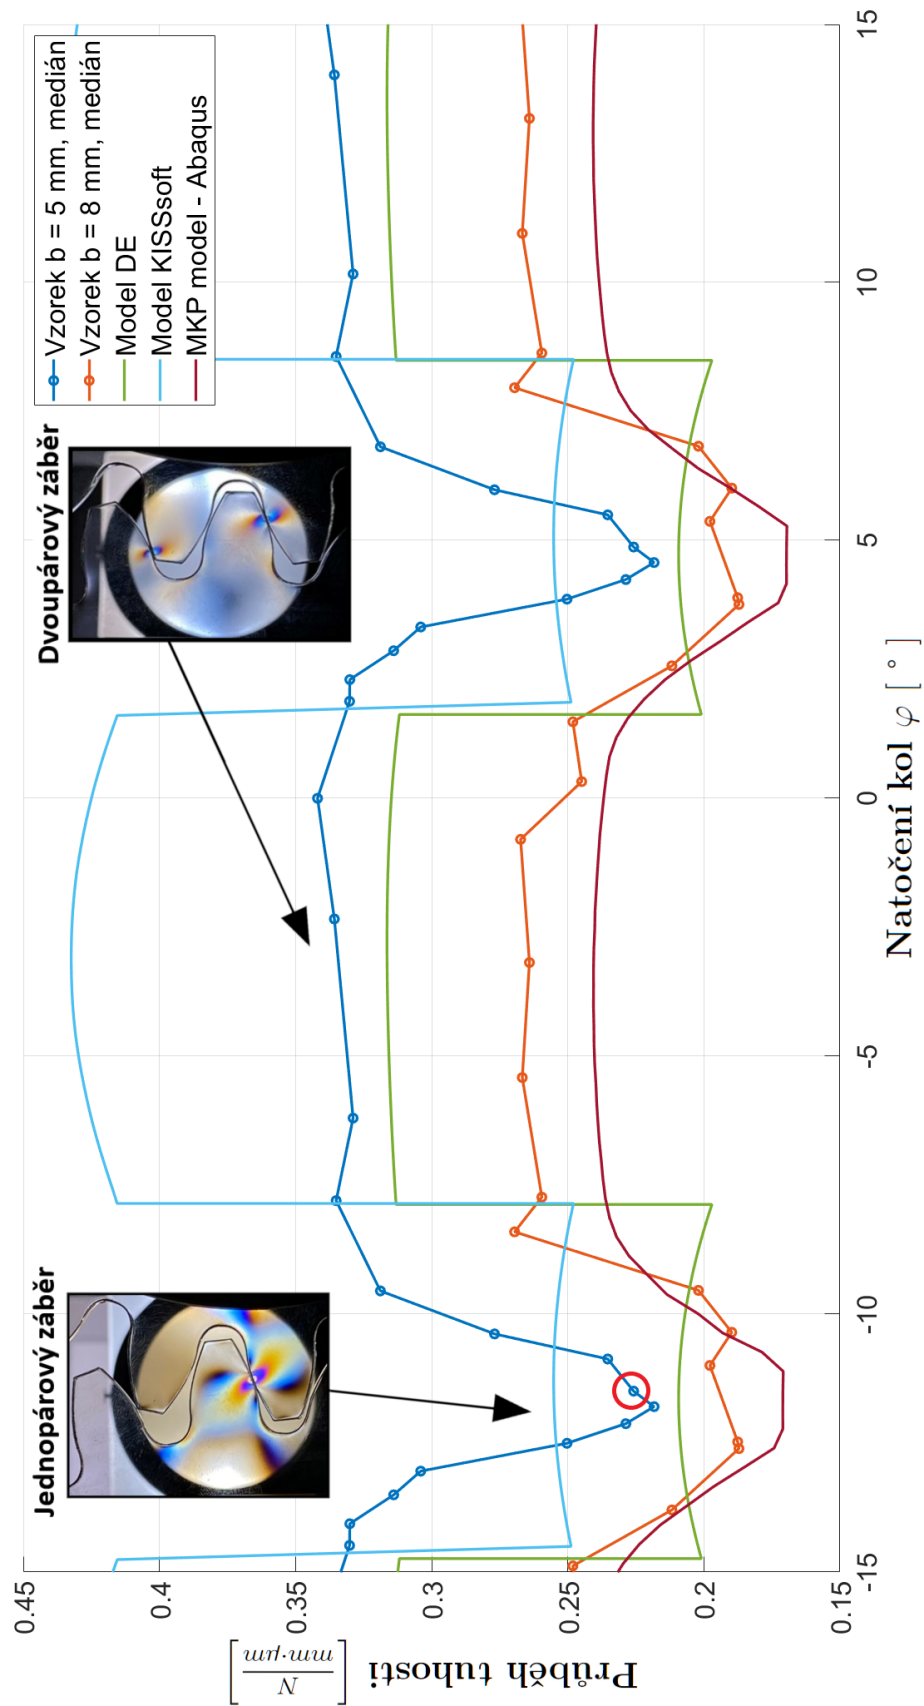 Průběh tuhosti [N/mm·μm]
0.45
0.4
0.35
0.3
0.25
0.2
0.15
Jednopárový záběr
Dvoupárový záběr
Vzorek b = 5 mm, medián
Vzorek b = 8 mm, medián
Model DE
Model KISSsoft
MKP model - Abaqus
-15
-10
-5
0
5
10
15
Natočení kol φ [ ° ]